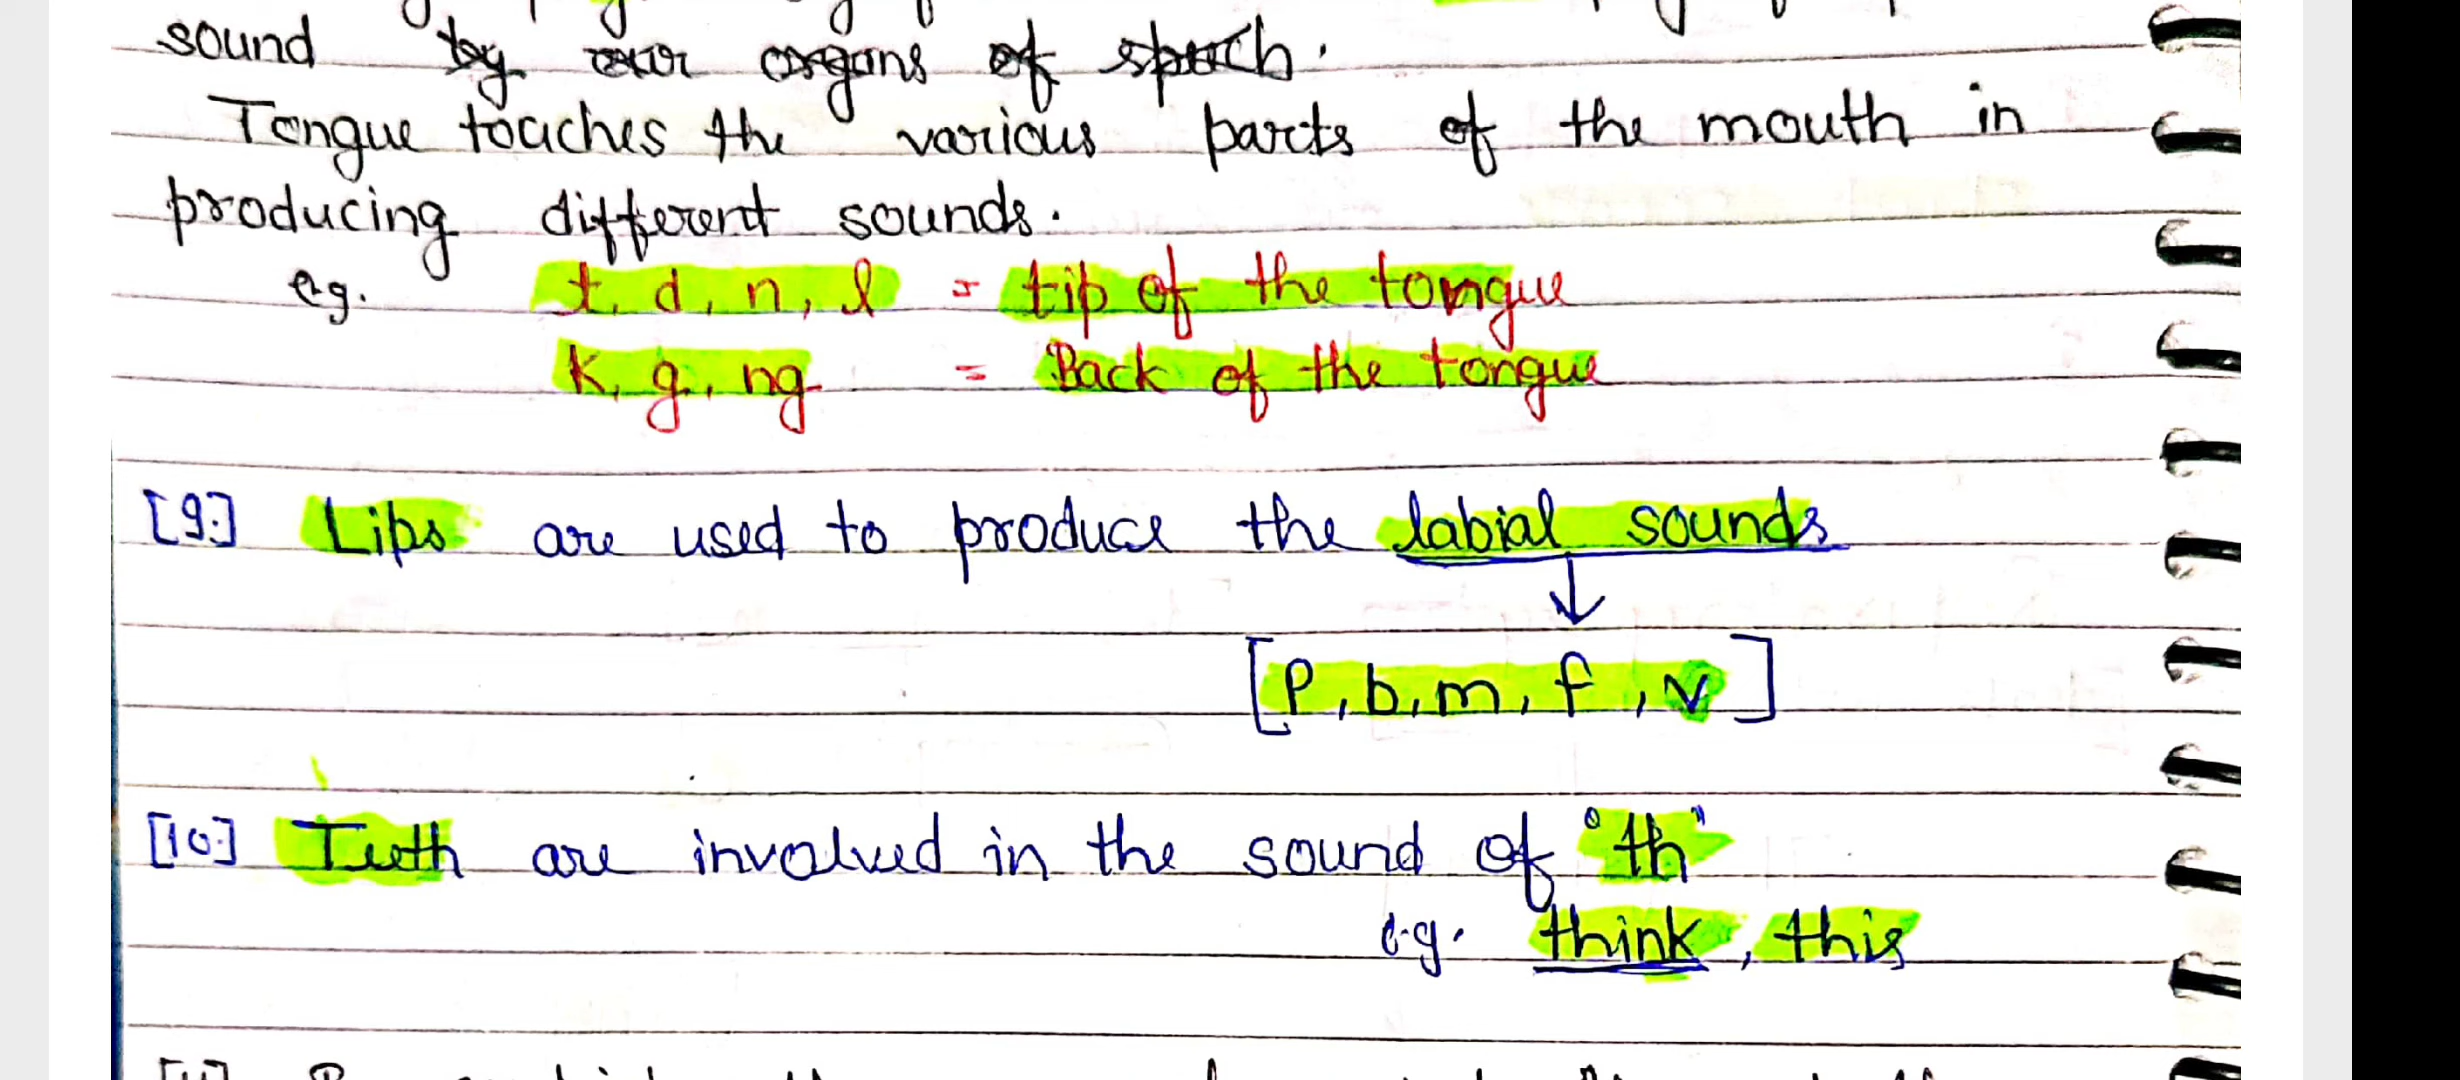 sound by our organs of speech.
Tongue touches the various parts of the mouth in
producing different sounds.
e.g. t, d, n, l = tip of the tongue
K, g, ng = Back of the tongue
[9.] Lips are used to produce the labial sounds
[P, b, m, f, v]
[10.] Teeth are involved in the sound of "th"
e.g. think, this